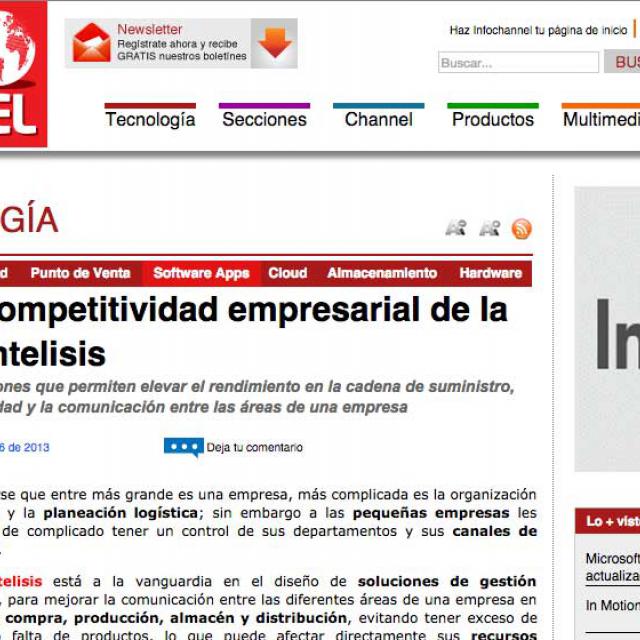 EL
Newsletter
Regístrate ahora y recibe
GRATIS nuestros boletines
Haz Infochannel tu página de inicio
Buscar...
BUS
Tecnología Secciones Channel Productos Multimedi
GÍA
d Punto de Venta Software Apps Cloud Almacenamiento Hardware
ompetitividad empresarial de la
ntelisis
ones que permiten elevar el rendimiento en la cadena de suministro,
dad y la comunicación entre las áreas de una empresa
6 de 2013
Deja tu comentario
rse que entre más grande es una empresa, más complicada es la organización
y la planeación logística; sin embargo a las pequeñas empresas les
de complicado tener un control de sus departamentos y sus canales de
.
telisis está a la vanguardia en el diseño de soluciones de gestión
, para mejorar la comunicación entre las diferentes áreas de una empresa en
compra, producción, almacén y distribución, evitando tener exceso de
falta de productos, lo que puede afectar directamente sus recursos
In
Lo + visto
Microsoft
actualiza
In Motion